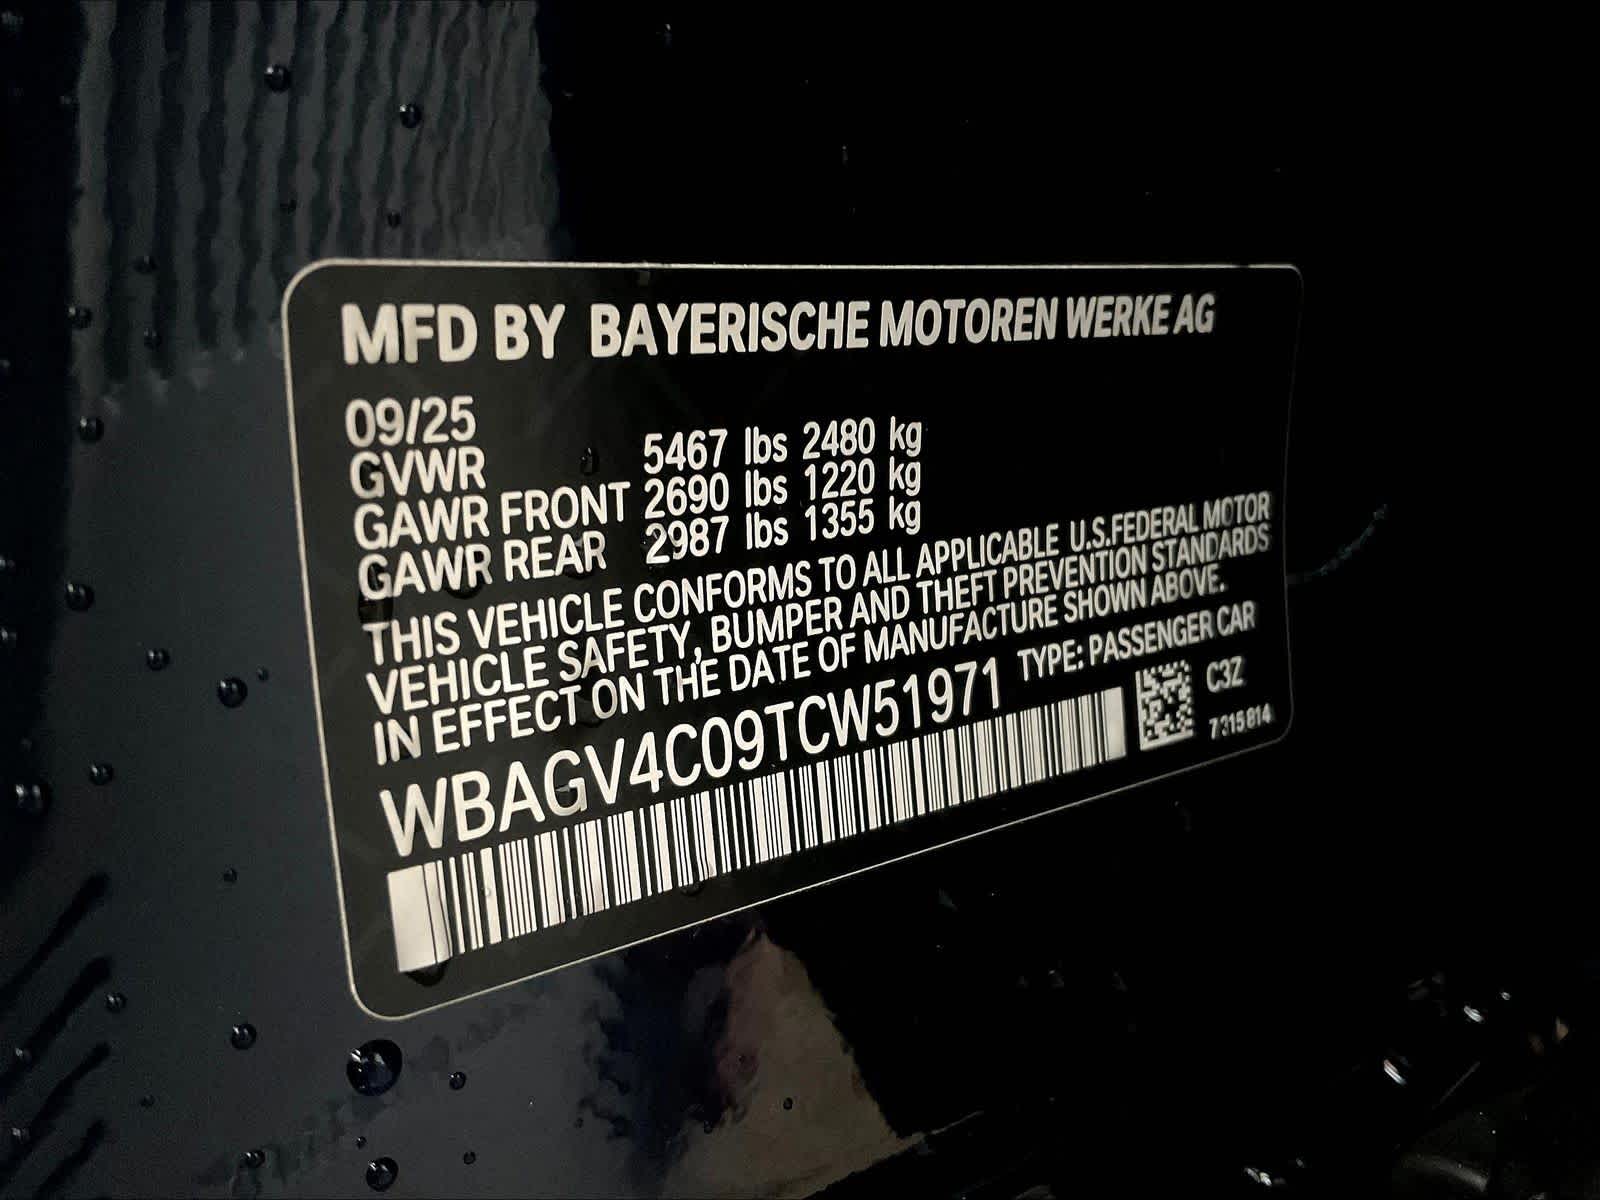 MFD BY BAYERISCHE MOTOREN WERKE AG
09/25
GVWR 5467 lbs 2480 kg
GAWR FRONT 2690 lbs 1220 kg
GAWR REAR 2987 lbs 1355 kg
THIS VEHICLE CONFORMS TO ALL APPLICABLE U.S.FEDERAL MOTOR
VEHICLE SAFETY, BUMPER AND THEFT PREVENTION STANDARDS
IN EFFECT ON THE DATE OF MANUFACTURE SHOWN ABOVE.
WBAGV4C09TCW51971 TYPE: PASSENGER CAR
C3Z
7315814